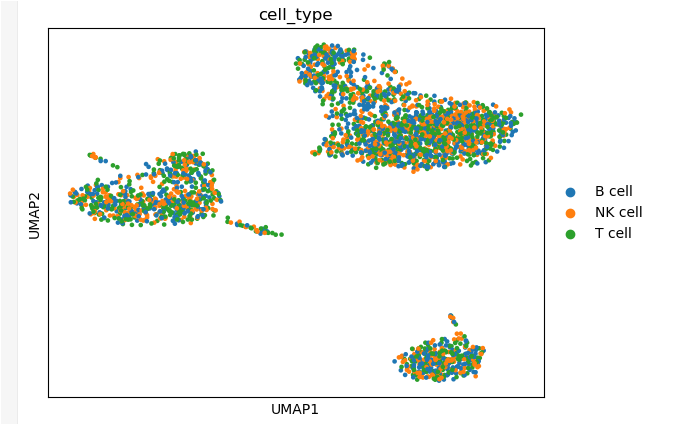 cell_type
UMAP2
B cell
NK cell
T cell
UMAP1